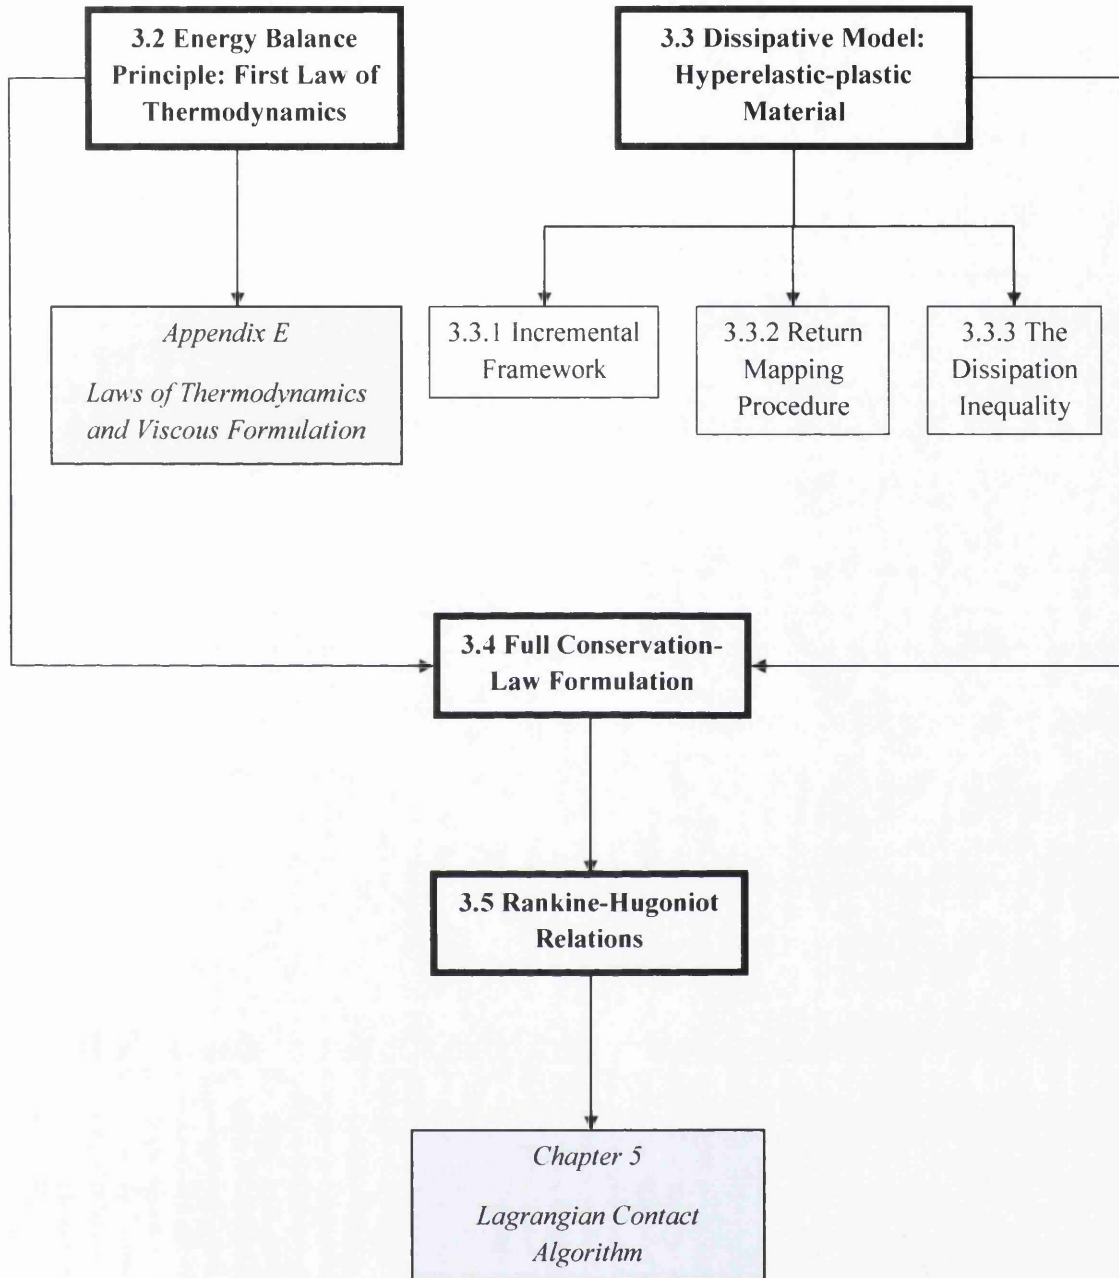 3.2 Energy Balance
Principle: First Law of
Thermodynamics
3.3 Dissipative Model:
Hyperelastic-plastic
Material
Appendix E
Laws of Thermodynamics
and Viscous Formulation
3.3.1 Incremental
Framework
3.3.2 Return
Mapping
Procedure
3.3.3 The
Dissipation
Inequality
3.4 Full Conservation-
Law Formulation
3.5 Rankine-Hugoniot
Relations
Chapter 5
Lagrangian Contact
Algorithm